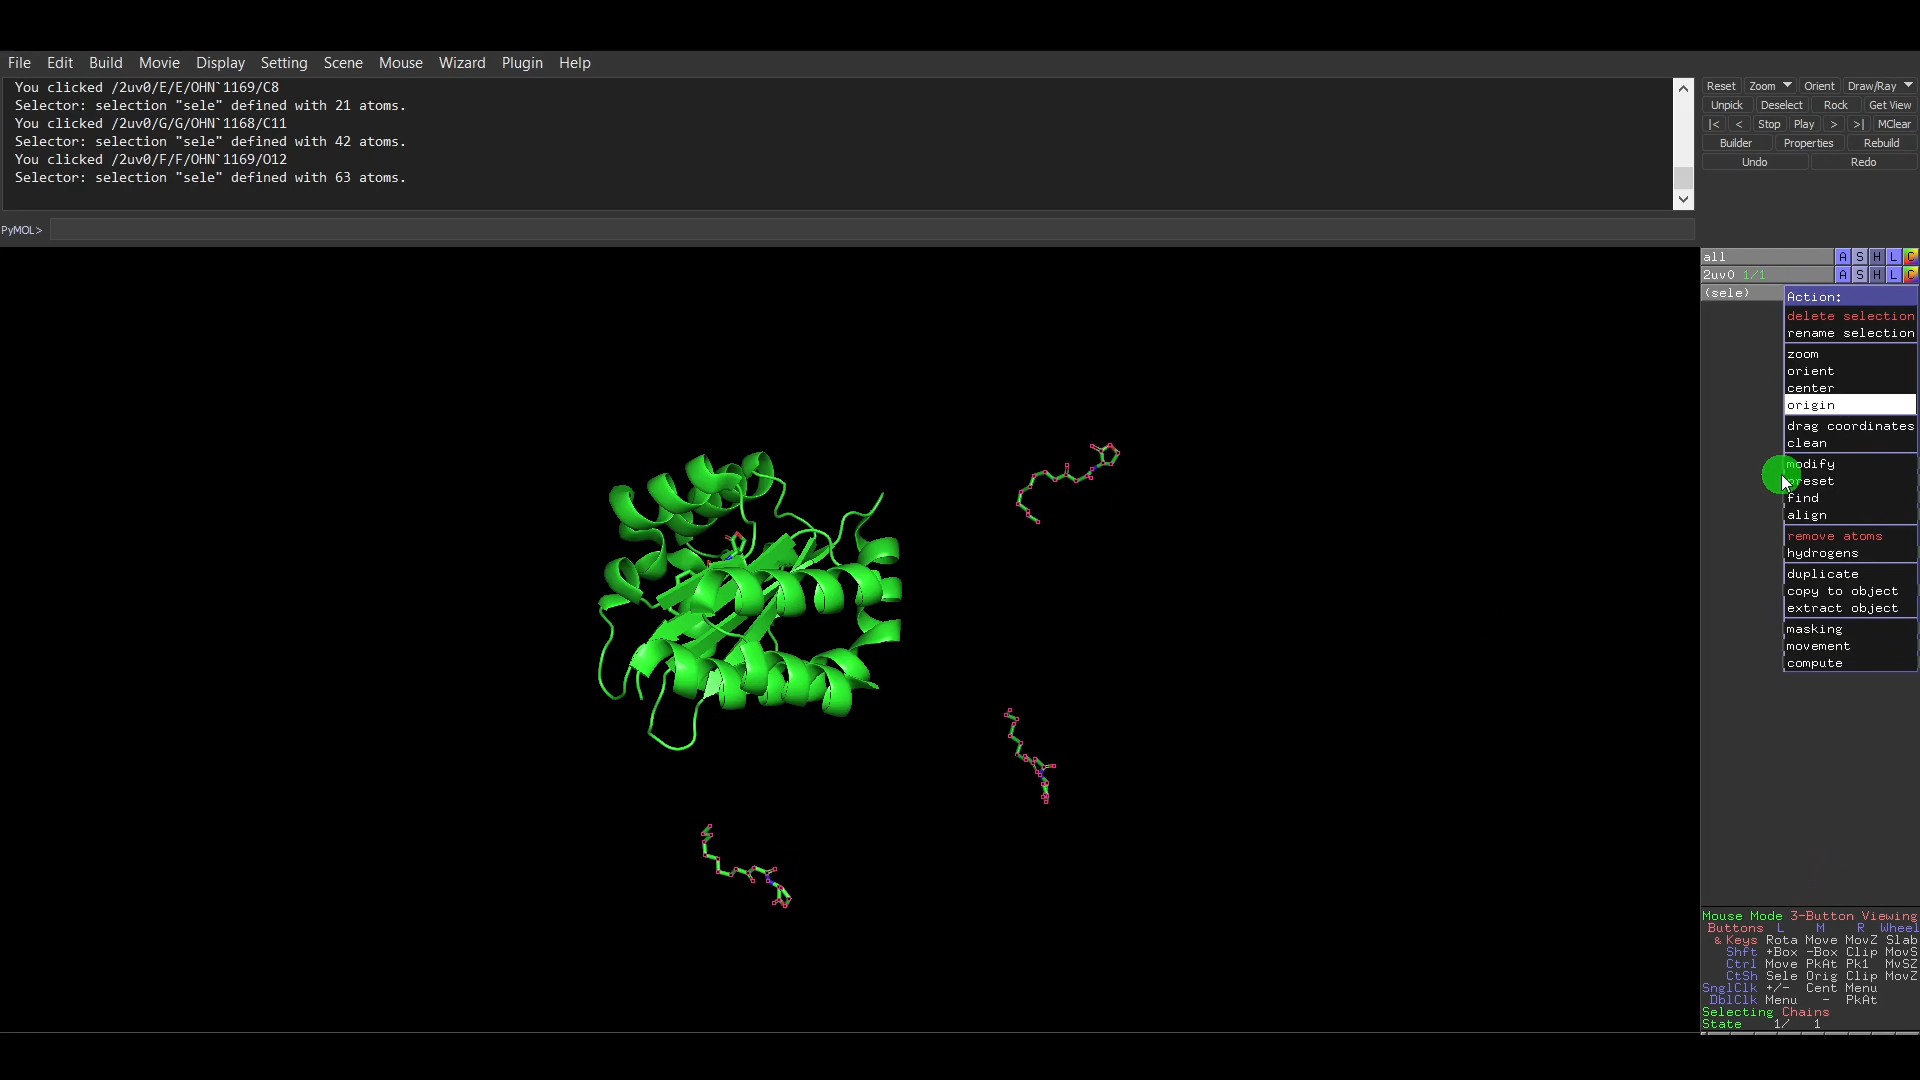 File Edit Build Movie Display Setting Scene Mouse Wizard Plugin Help
You clicked /2uv0/E/E/OHN`1169/C8
Selector: selection "sele" defined with 21 atoms.
You clicked /2uv0/G/G/OHN`1168/C11
Selector: selection "sele" defined with 42 atoms.
You clicked /2uv0/F/F/OHN`1169/O12
Selector: selection "sele" defined with 63 atoms.
PyMOL>
Reset Zoom Orient Draw/Ray
Unpick Deselect Rock Get View
|< < Stop Play > >| MClear
Builder Properties Rebuild
Undo Redo
all A S H L C
2uv0 1/1 A S H L C
(sele)
Action:
delete selection
rename selection
zoom
orient
center
origin
drag coordinates
clean
modify
preset
find
align
remove atoms
hydrogens
duplicate
copy to object
extract object
masking
movement
compute
Mouse Mode 3-Button Viewing
Buttons L M R Wheel
& Keys Rota Move MovZ Slab
Shft +Box -Box Clip MovS
Ctrl Move PkAt Pk1 MvSZ
CtSh Sele Orig Clip MovZ
SnglClk +/- Cent Menu
DblClk Menu - PkAt
Selecting Chains
State 1/ 1